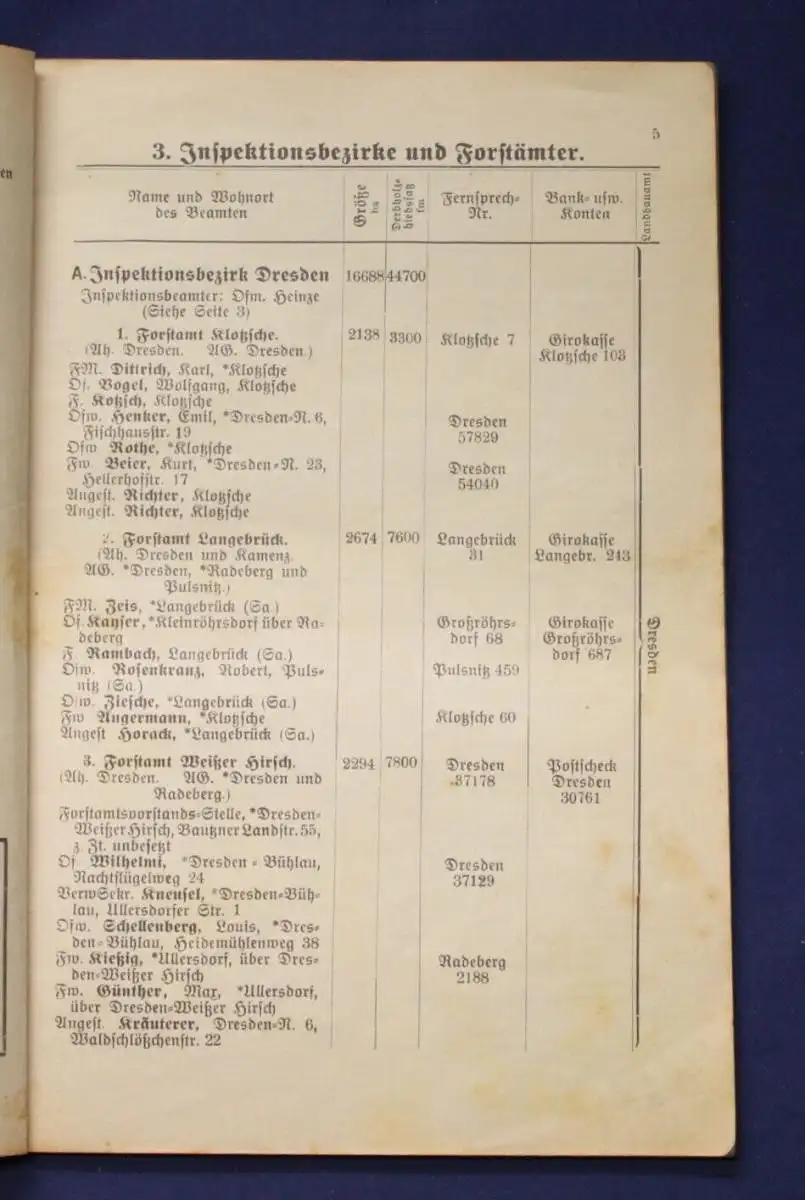 en
5
3. Inſpektionsbezirke und Forſtämter.
Name und Wohnort
des Beamten
Größe
ha
Derbholz-
hiebsſatz
fm
Fernſprech-
Nr.
Bank- uſw.
Konten
Landbauamt
A. Inſpektionsbezirk Dresden 16688 44700
Inſpektionsbeamter: Ofm. Heinze
(Siehe Seite 3)
1. Forſtamt Klotzſche. 2138 3300 Klotzſche 7 Girokaſſe
(Ah. Dresden. AG. Dresden.) Klotzſche 103
FM. Dittrich, Karl, *Klotzſche
Of. Vogel, Wolfgang, Klotzſche
F. Kotzſch, Klotzſche
Ofw. Henker, Emil, *Dresden-N. 6, Dresden
Fiſchhausſtr. 19 57829
Ofw Rothe, *Klotzſche
Fw Beier, Kurt, *Dresden-N. 23, Dresden
Hellerhofſtr. 17 54040
Angeſt. Richter, Klotzſche
Angeſt. Richter, Klotzſche
2. Forſtamt Langebrück. 2674 7600 Langebrück Girokaſſe
(Ah. Dresden und Kamenz. 31 Langebr. 243
AG. *Dresden, *Radeberg und
Pulsnitz.)
FM. Zeis, *Langebrück (Sa.)
Of. Kayſer, *Kleinröhrsdorf über Ra- Großröhrs- Girokaſſe
deberg dorf 68 Großröhrs-
F. Rambach, Langebrück (Sa.) dorf 687
Ofw. Roſenkranz, Robert, Puls- Pulsnitz 459
nitz (Sa.)
Ofw. Zieſche, *Langebrück (Sa.)
Fw Angermann, *Klotzſche Klotzſche 60
Angeſt Horack, *Langebrück (Sa.)
Dresden
3. Forſtamt Weißer Hirſch. 2294 7800 Dresden Poſtſcheck
(Ah. Dresden. AG. *Dresden und 37178 Dresden
Radeberg.) 30761
Forſtamtsvorſtands-Stelle, *Dresden-
Weißer Hirſch, Bautzner Landſtr. 55,
z. Zt. unbeſetzt
Of Wilhelmi, *Dresden-Bühlau, Dresden
Nachtflügelweg 24 37129
VerwSekr. Kneuſel, *Dresden-Büh-
lau, Ullersdorfer Str. 1
Ofw. Schellenberg, Louis, *Dres-
den-Bühlau, Heidemühlenweg 38
Fw. Kießig, *Ullersdorf, über Dres- Radeberg
den-Weißer Hirſch 2188
Fw. Günther, Max, *Ullersdorf,
über Dresden-Weißer Hirſch
Angeſt. Kräuterer, Dresden-N. 6,
Waldſchlößchenſtr. 22